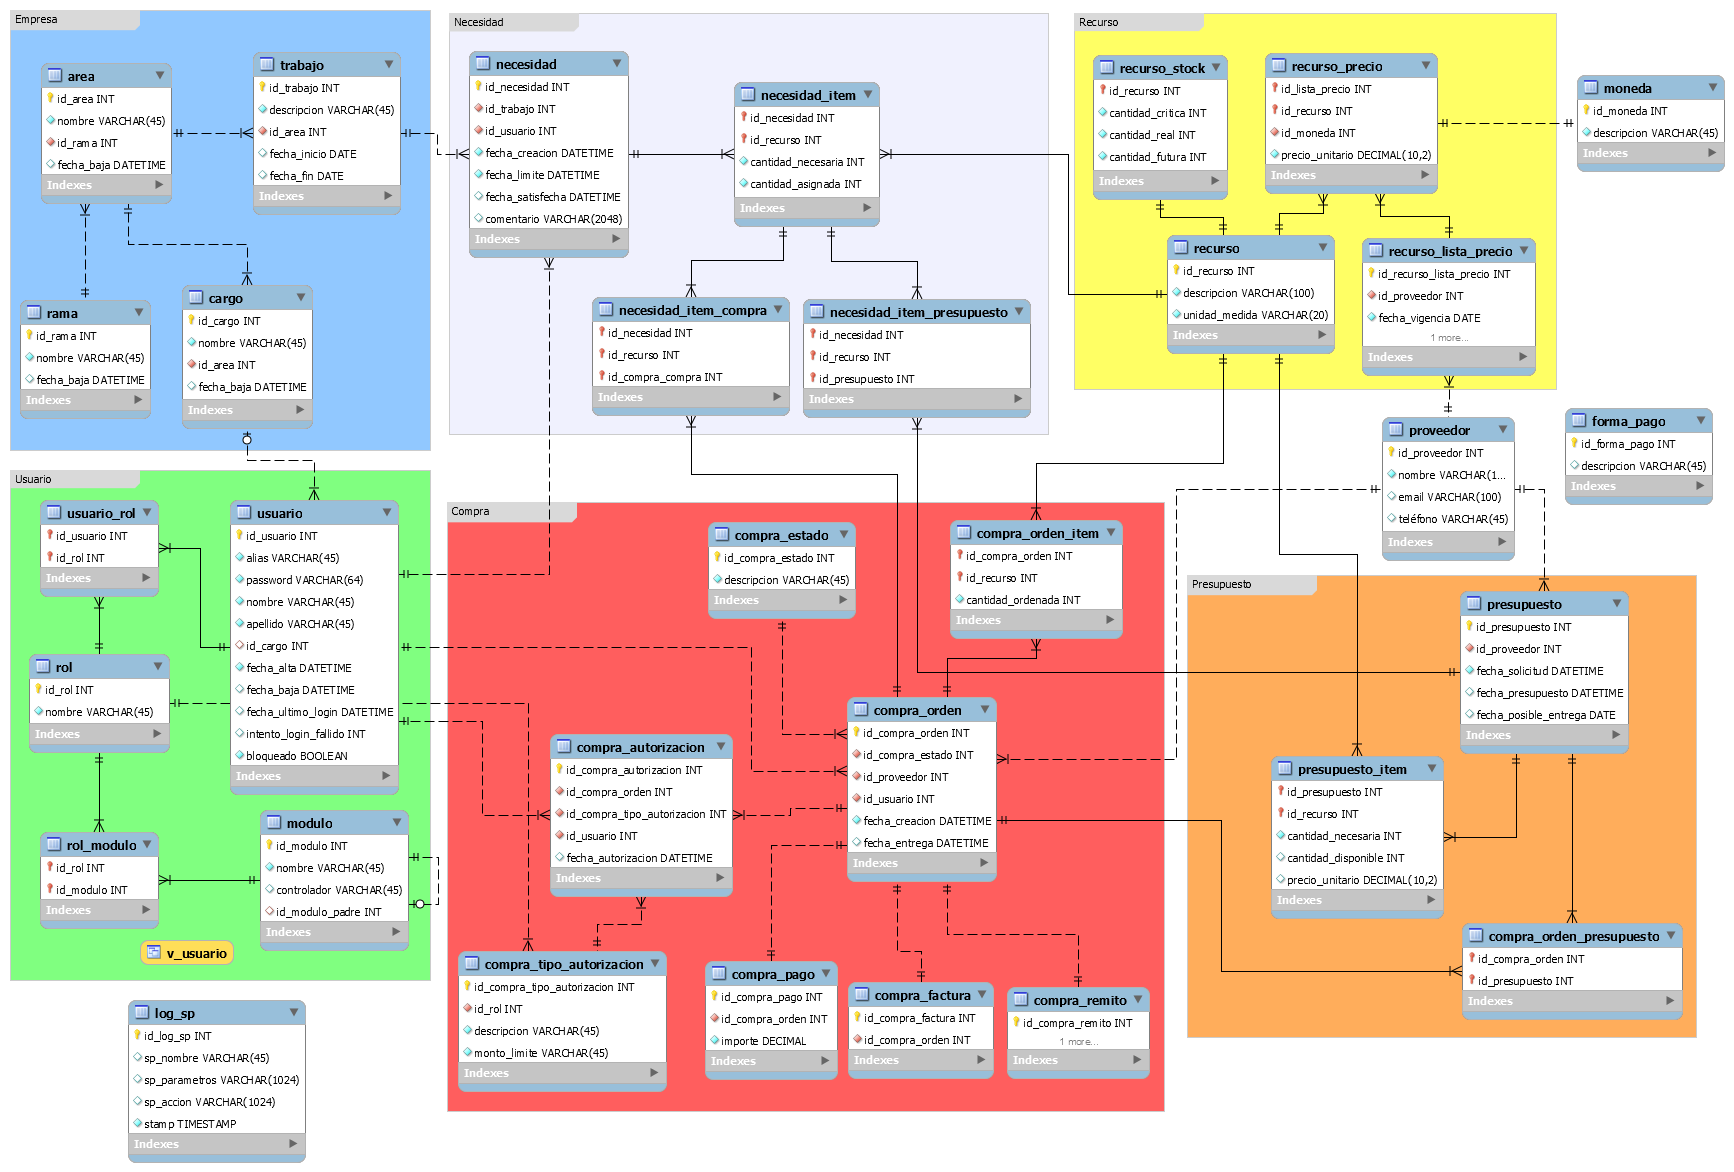 Empresa
area
id_area INT
nombre VARCHAR(45)
id_rama INT
fecha_baja DATETIME
Indexes
trabajo
id_trabajo INT
descripcion VARCHAR(45)
id_area INT
fecha_inicio DATE
fecha_fin DATE
Indexes
rama
id_rama INT
nombre VARCHAR(45)
fecha_baja DATETIME
Indexes
cargo
id_cargo INT
nombre VARCHAR(45)
id_area INT
fecha_baja DATETIME
Indexes
Necesidad
necesidad
id_necesidad INT
id_trabajo INT
id_usuario INT
fecha_creacion DATETIME
fecha_limite DATETIME
fecha_satisfecha DATETIME
comentario VARCHAR(2048)
Indexes
necesidad_item
id_necesidad INT
id_recurso INT
cantidad_necesaria INT
cantidad_asignada INT
Indexes
necesidad_item_compra
id_necesidad INT
id_recurso INT
id_compra_compra INT
Indexes
necesidad_item_presupuesto
id_necesidad INT
id_recurso INT
id_presupuesto INT
Indexes
Recurso
recurso_stock
id_recurso INT
cantidad_critica INT
cantidad_real INT
cantidad_futura INT
Indexes
recurso_precio
id_lista_precio INT
id_recurso INT
id_moneda INT
precio_unitario DECIMAL(10,2)
Indexes
recurso
id_recurso INT
descripcion VARCHAR(100)
unidad_medida VARCHAR(20)
Indexes
recurso_lista_precio
id_recurso_lista_precio INT
id_proveedor INT
fecha_vigencia DATE
1 more...
Indexes
moneda
id_moneda INT
descripcion VARCHAR(45)
Indexes
proveedor
id_proveedor INT
nombre VARCHAR(1...
email VARCHAR(100)
teléfono VARCHAR(45)
Indexes
forma_pago
id_forma_pago INT
descripcion VARCHAR(45)
Indexes
Usuario
usuario_rol
id_usuario INT
id_rol INT
Indexes
usuario
id_usuario INT
alias VARCHAR(45)
password VARCHAR(64)
nombre VARCHAR(45)
apellido VARCHAR(45)
id_cargo INT
fecha_alta DATETIME
fecha_baja DATETIME
fecha_ultimo_login DATETIME
intento_login_fallido INT
bloqueado BOOLEAN
Indexes
rol
id_rol INT
nombre VARCHAR(45)
Indexes
rol_modulo
id_rol INT
id_modulo INT
Indexes
modulo
id_modulo INT
nombre VARCHAR(45)
controlador VARCHAR(45)
id_modulo_padre INT
Indexes
v_usuario
log_sp
id_log_sp INT
sp_nombre VARCHAR(45)
sp_parametros VARCHAR(1024)
sp_accion VARCHAR(1024)
stamp TIMESTAMP
Indexes
Compra
compra_estado
id_compra_estado INT
descripcion VARCHAR(45)
Indexes
compra_orden_item
id_compra_orden INT
id_recurso INT
cantidad_ordenada INT
Indexes
compra_orden
id_compra_orden INT
id_compra_estado INT
id_proveedor INT
id_usuario INT
fecha_creacion DATETIME
fecha_entrega DATETIME
Indexes
compra_autorizacion
id_compra_autorizacion INT
id_compra_orden INT
id_compra_tipo_autorizacion INT
id_usuario INT
fecha_autorizacion DATETIME
Indexes
compra_tipo_autorizacion
id_compra_tipo_autorizacion INT
id_rol INT
descripcion VARCHAR(45)
monto_limite VARCHAR(45)
Indexes
compra_pago
id_compra_pago INT
id_compra_orden INT
importe DECIMAL
Indexes
compra_factura
id_compra_factura INT
id_compra_orden INT
Indexes
compra_remito
id_compra_remito INT
1 more...
Indexes
Presupuesto
presupuesto
id_presupuesto INT
id_proveedor INT
fecha_solicitud DATETIME
fecha_presupuesto DATETIME
fecha_posible_entrega DATE
Indexes
presupuesto_item
id_presupuesto INT
id_recurso INT
cantidad_necesaria INT
cantidad_disponible INT
precio_unitario DECIMAL(10,2)
Indexes
compra_orden_presupuesto
id_compra_orden INT
id_presupuesto INT
Indexes